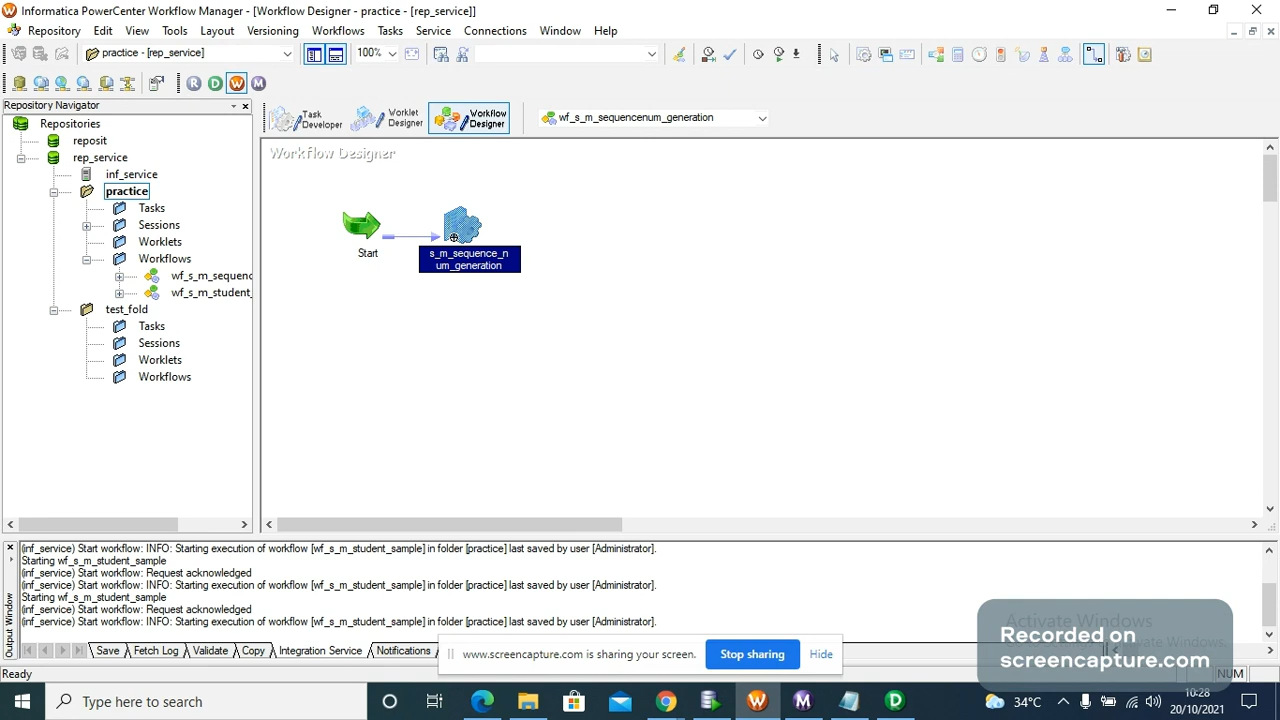 Informatica PowerCenter Workflow Manager - [Workflow Designer - practice - [rep_service]]
Repository Edit View Tools Layout Versioning Workflows Tasks Service Connections Window Help
practice - [rep_service]
100%
R D W M
Repository Navigator
Task Developer
Worklet Designer
Workflow Designer
wf_s_m_sequencenum_generation
Repositories
reposit
rep_service
inf_service
practice
Tasks
Sessions
Worklets
Workflows
wf_s_m_sequenc
wf_s_m_student_
test_fold
Tasks
Sessions
Worklets
Workflows
Workflow Designer
Start
s_m_sequence_n
um_generation
Output Window
(inf_service) Start workflow: INFO: Starting execution of workflow [wf_s_m_student_sample] in folder [practice] last saved by user [Administrator].
Starting wf_s_m_student_sample
(inf_service) Start workflow: Request acknowledged
(inf_service) Start workflow: INFO: Starting execution of workflow [wf_s_m_student_sample] in folder [practice] last saved by user [Administrator].
Starting wf_s_m_student_sample
(inf_service) Start workflow: Request acknowledged
(inf_service) Start workflow: INFO: Starting execution of workflow [wf_s_m_student_sample] in folder [practice] last saved by user [Administrator].
Save Fetch Log Validate Copy Integration Service Notifications
www.screencapture.com is sharing your screen. Stop sharing Hide
Activate Windows
Recorded on
screencapture.com
Ready
NUM
Type here to search
34°C
10:28
20/10/2021